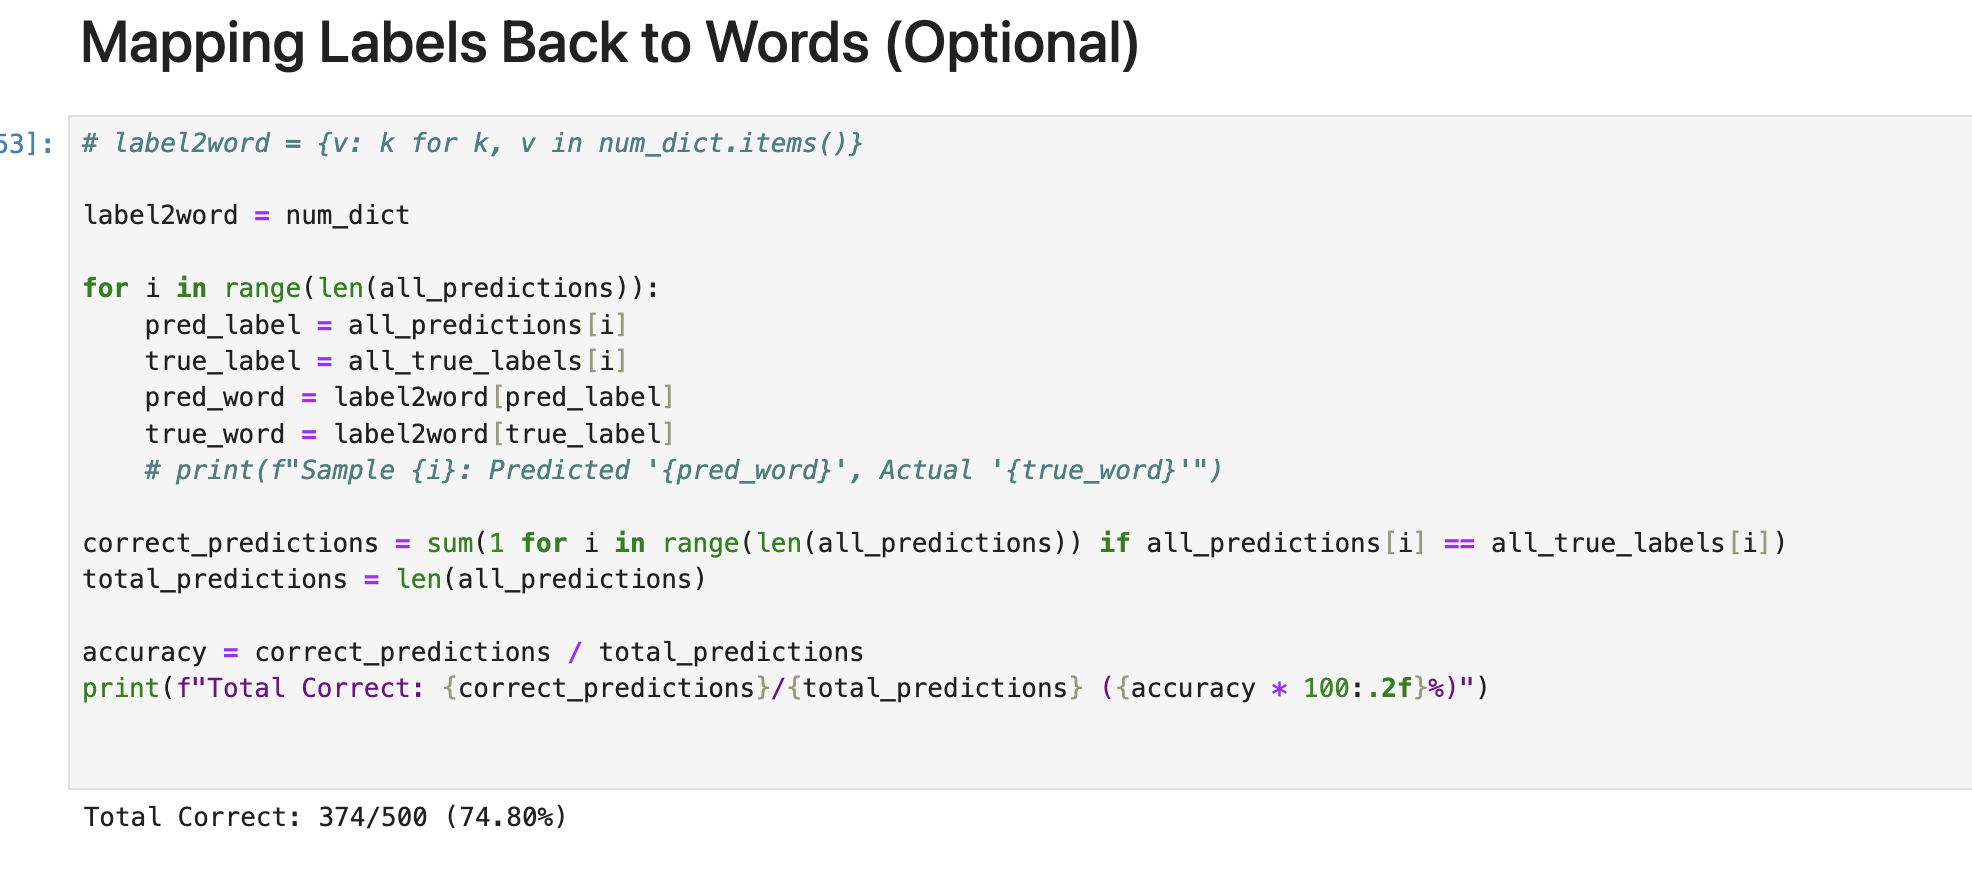 Mapping Labels Back to Words (Optional)
53]:
# label2word = {v: k for k, v in num_dict.items()}
label2word = num_dict
for i in range(len(all_predictions)):
    pred_label = all_predictions[i]
    true_label = all_true_labels[i]
    pred_word = label2word[pred_label]
    true_word = label2word[true_label]
    # print(f"Sample {i}: Predicted '{pred_word}', Actual '{true_word}'")
correct_predictions = sum(1 for i in range(len(all_predictions)) if all_predictions[i] == all_true_labels[i])
total_predictions = len(all_predictions)
accuracy = correct_predictions / total_predictions
print(f"Total Correct: {correct_predictions}/{total_predictions} ({accuracy * 100:.2f}%)")
Total Correct: 374/500 (74.80%)